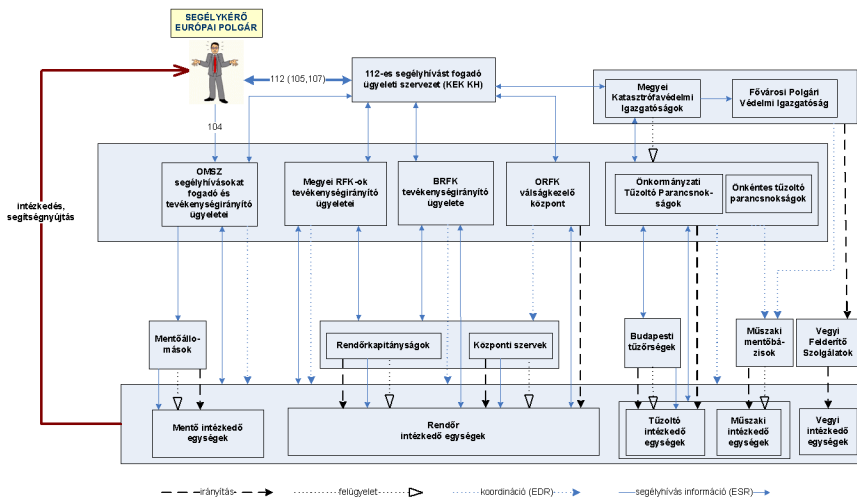 SEGÉLYKÉRŐ
EURÓPAI POLGÁR
112 (105,107)
112-es segélyhívást fogadó
ügyeleti szervezet (KEK KH)
Megyei
Katasztrófavédelmi
Igazgatóságok
Fővárosi Polgári
Védelmi Igazgatóság
104
OMSZ
segélyhívásokat
fogadó és
tevékenységirányító
ügyeletei
Megyei RFK-ok
tevékenységirányító
ügyeletei
BRFK
tevékenységirányító
ügyelete
ORFK
válságkezelő
központ
Önkormányzati
Tűzoltó Parancsnok-
ságok
Önkéntes tűzoltó
parancsnokságok
intézkedés,
segítségnyújtás
Mentőállo-
mások
Rendőrkapitányságok
Központi szervek
Budapesti
tűzőrségek
Műszaki
mentőbá-
zisok
Vegyi
Felderítő
Szolgálatok
Mentő intézkedő
egységek
Rendőr
intézkedő egységek
Tűzoltó
intézkedő
egységek
Műszaki
intézkedő
egységek
Vegyi
intézkedő
egységek
irányítás
felügyelet
koordináció (EDR)
segélyhívás információ (ESR)